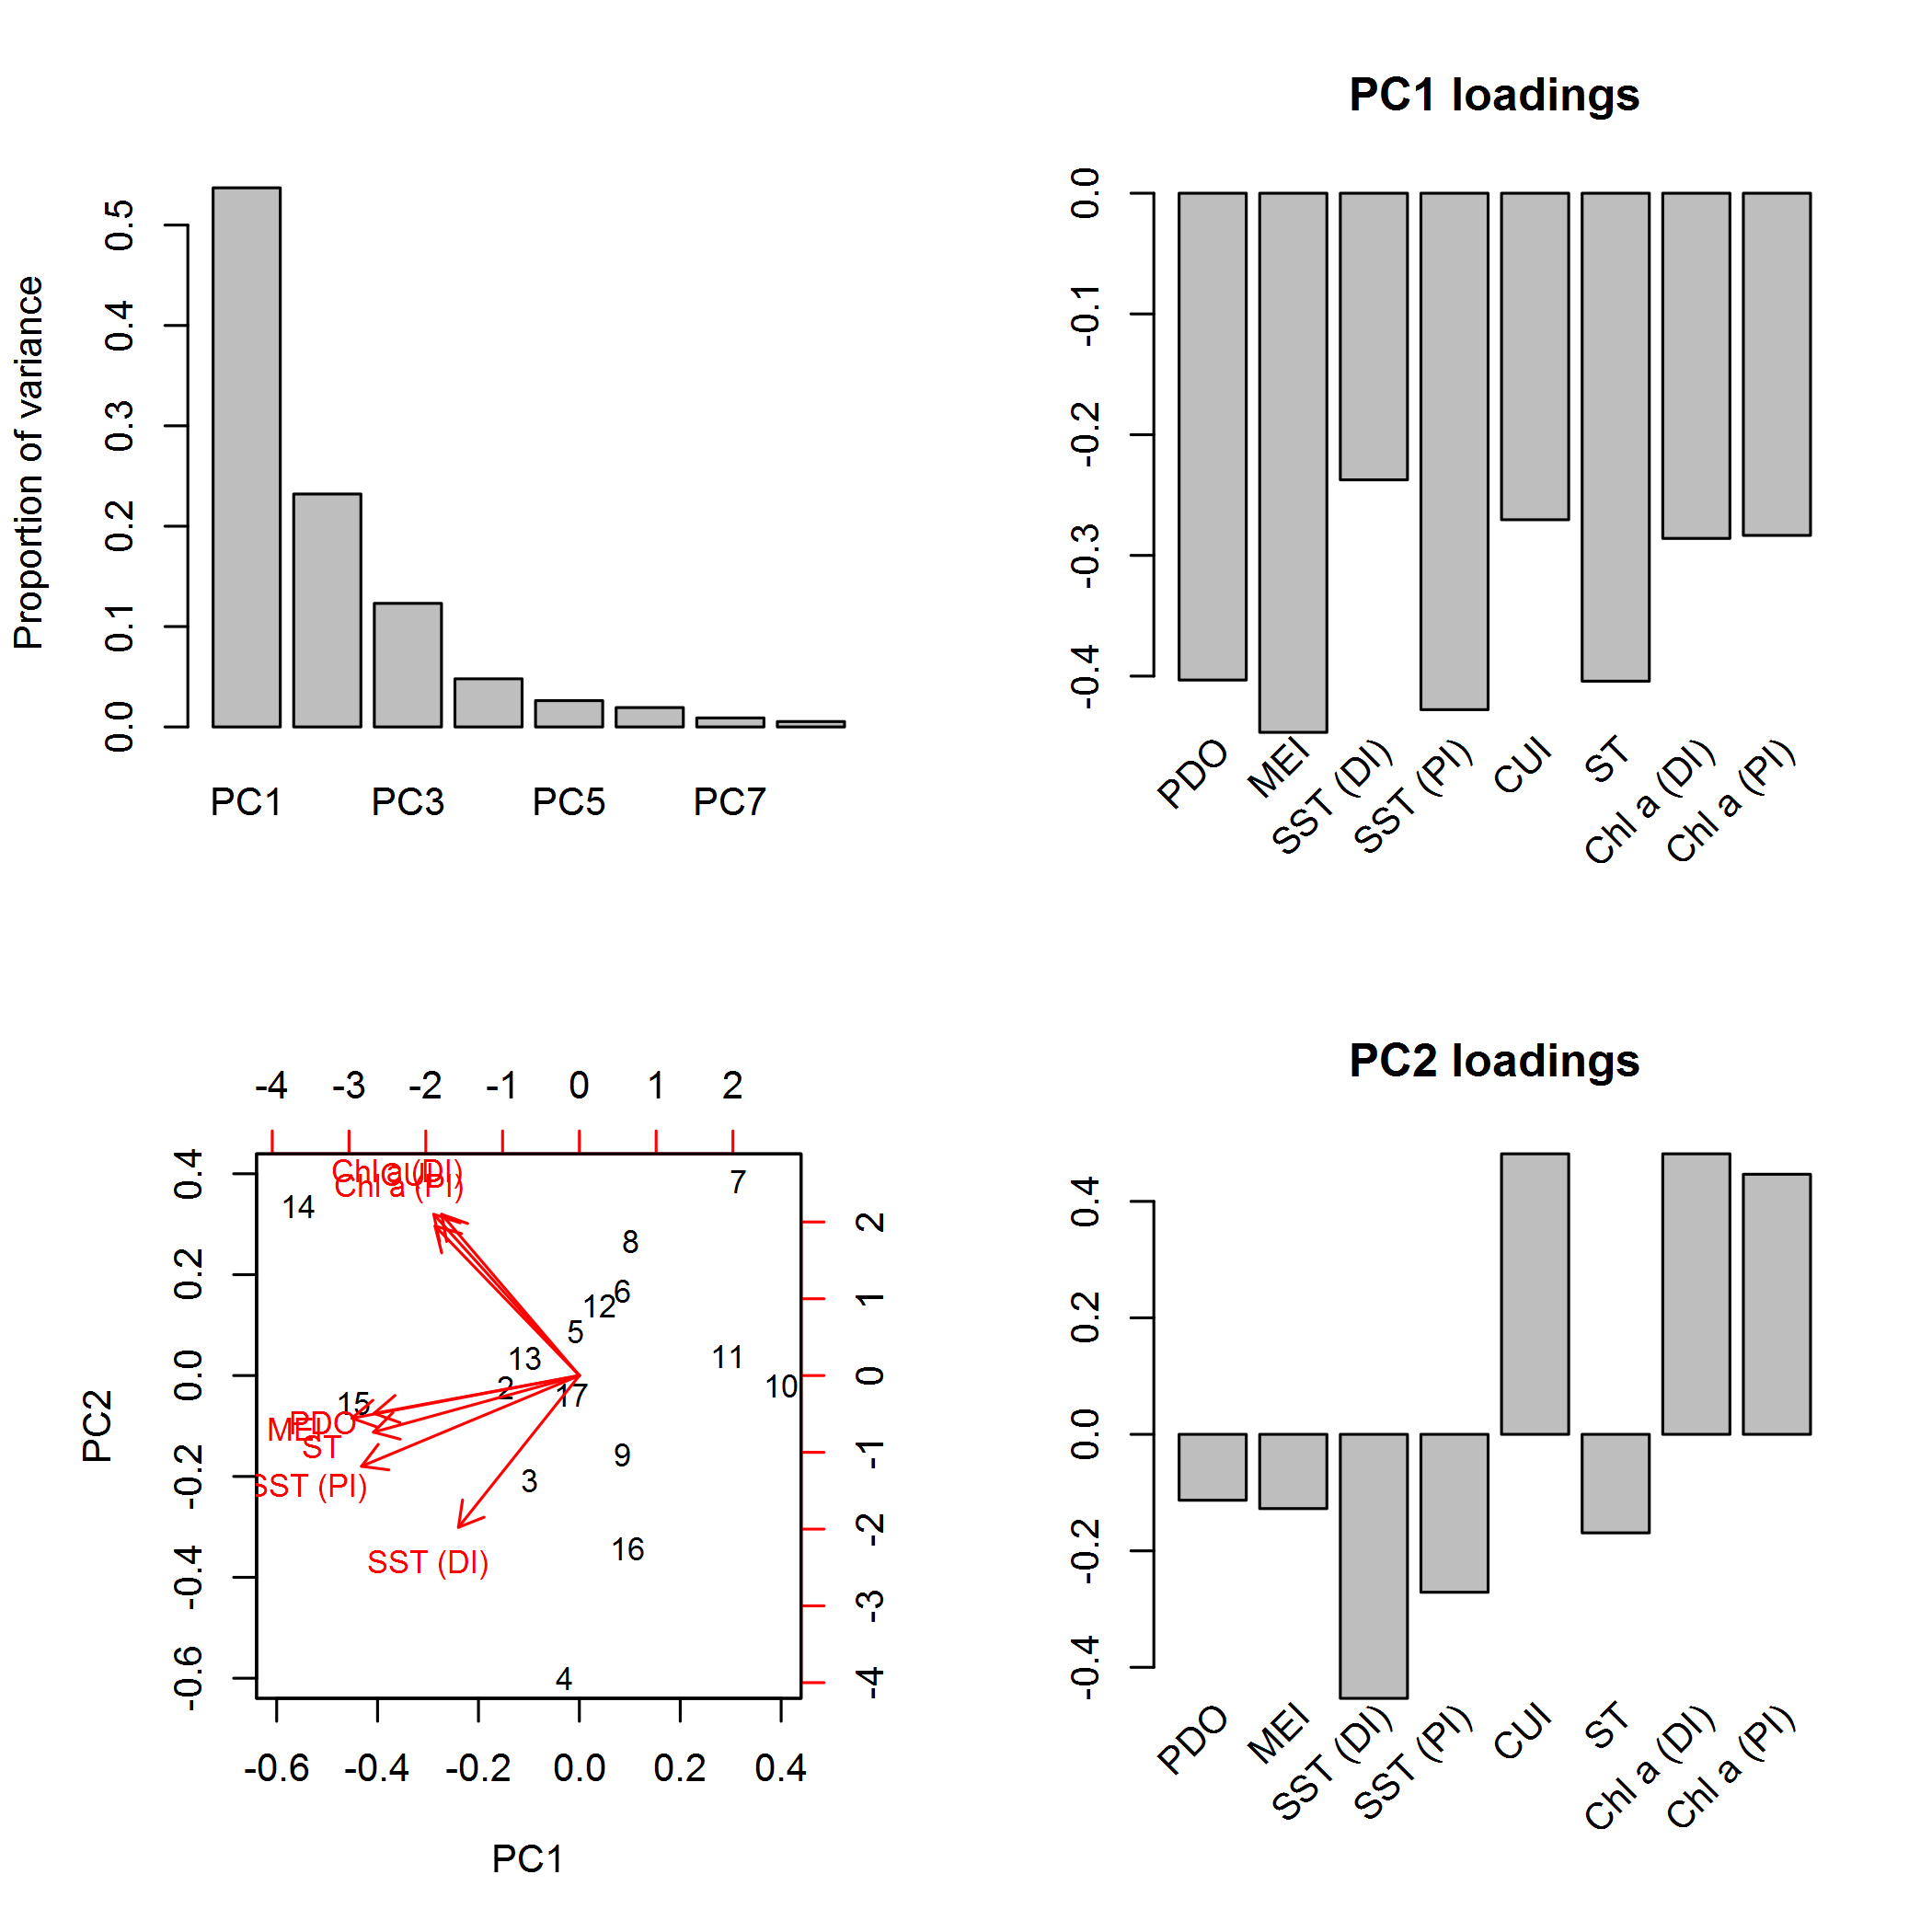 Proportion of variance
0.5
0.4
0.3
0.2
0.1
0.0
PC1 PC3 PC5 PC7
PC1 loadings
0.0
-0.1
-0.2
-0.3
-0.4
PDO MEI SST (DI) SST (PI) CUI ST Chl a (DI) Chl a (PI)
-4 -3 -2 -1 0 1 2
PC2
0.4
0.2
0.0
-0.2
-0.4
-0.6
2
1
0
-1
-2
-3
-4
Chl a (DI)
Chl a (PI)
7
14
8
6
12
5
13
11
2
10
17
15
PDO
MEI
ST
9
3
SST (PI)
16
SST (DI)
4
-0.6 -0.4 -0.2 0.0 0.2 0.4
PC1
PC2 loadings
0.4
0.2
0.0
-0.2
-0.4
PDO MEI SST (DI) SST (PI) CUI ST Chl a (DI) Chl a (PI)